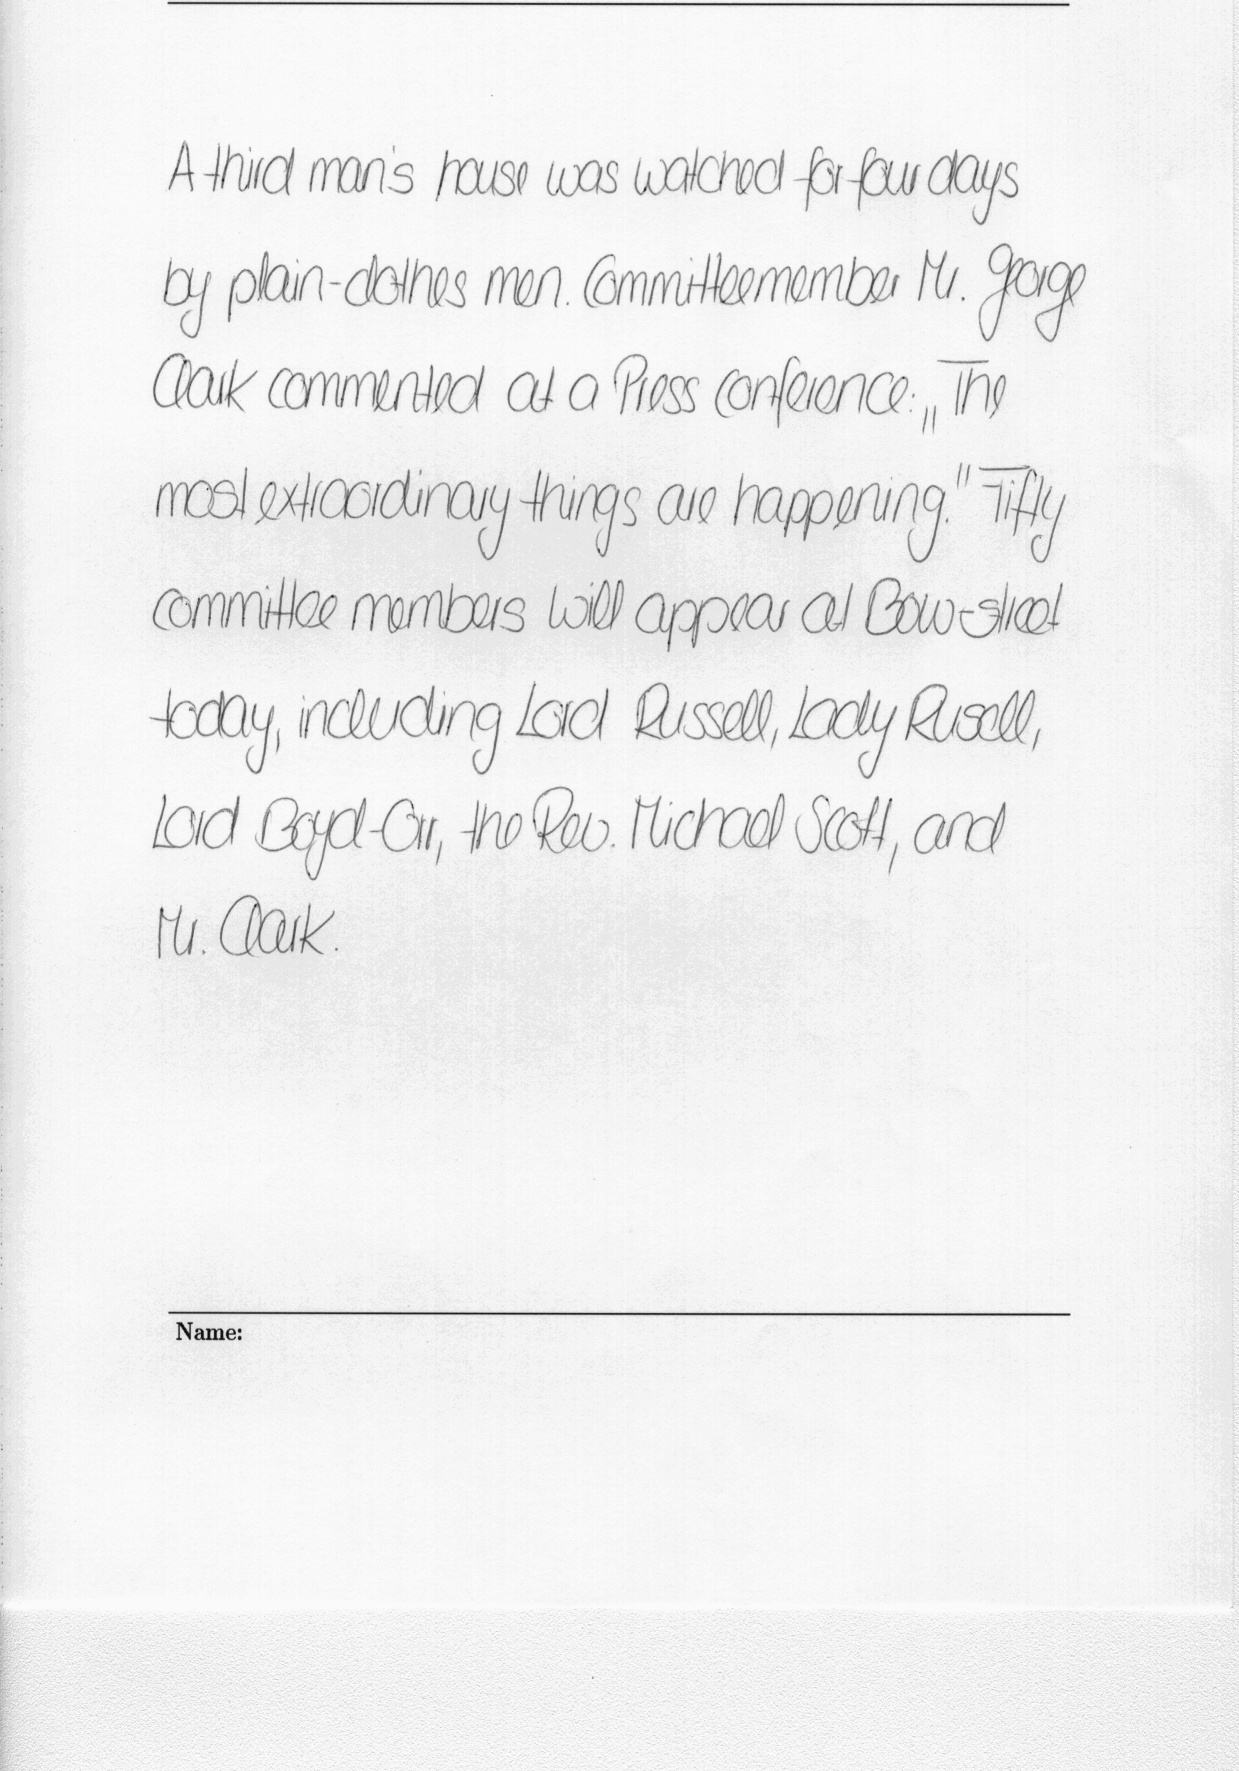 A third man's house was watched for four days
by plain-clothes men. Committee member Mr. George
Clark commented at a Press conference: „The
most extraordinary things are happening." Fifty
committee members will appear at Bow-street
today, including Lord Russell, Lady Rusell,
Lord Boyd-Orr, the Rev. Michael Scott, and
Mr. Clark.
Name: